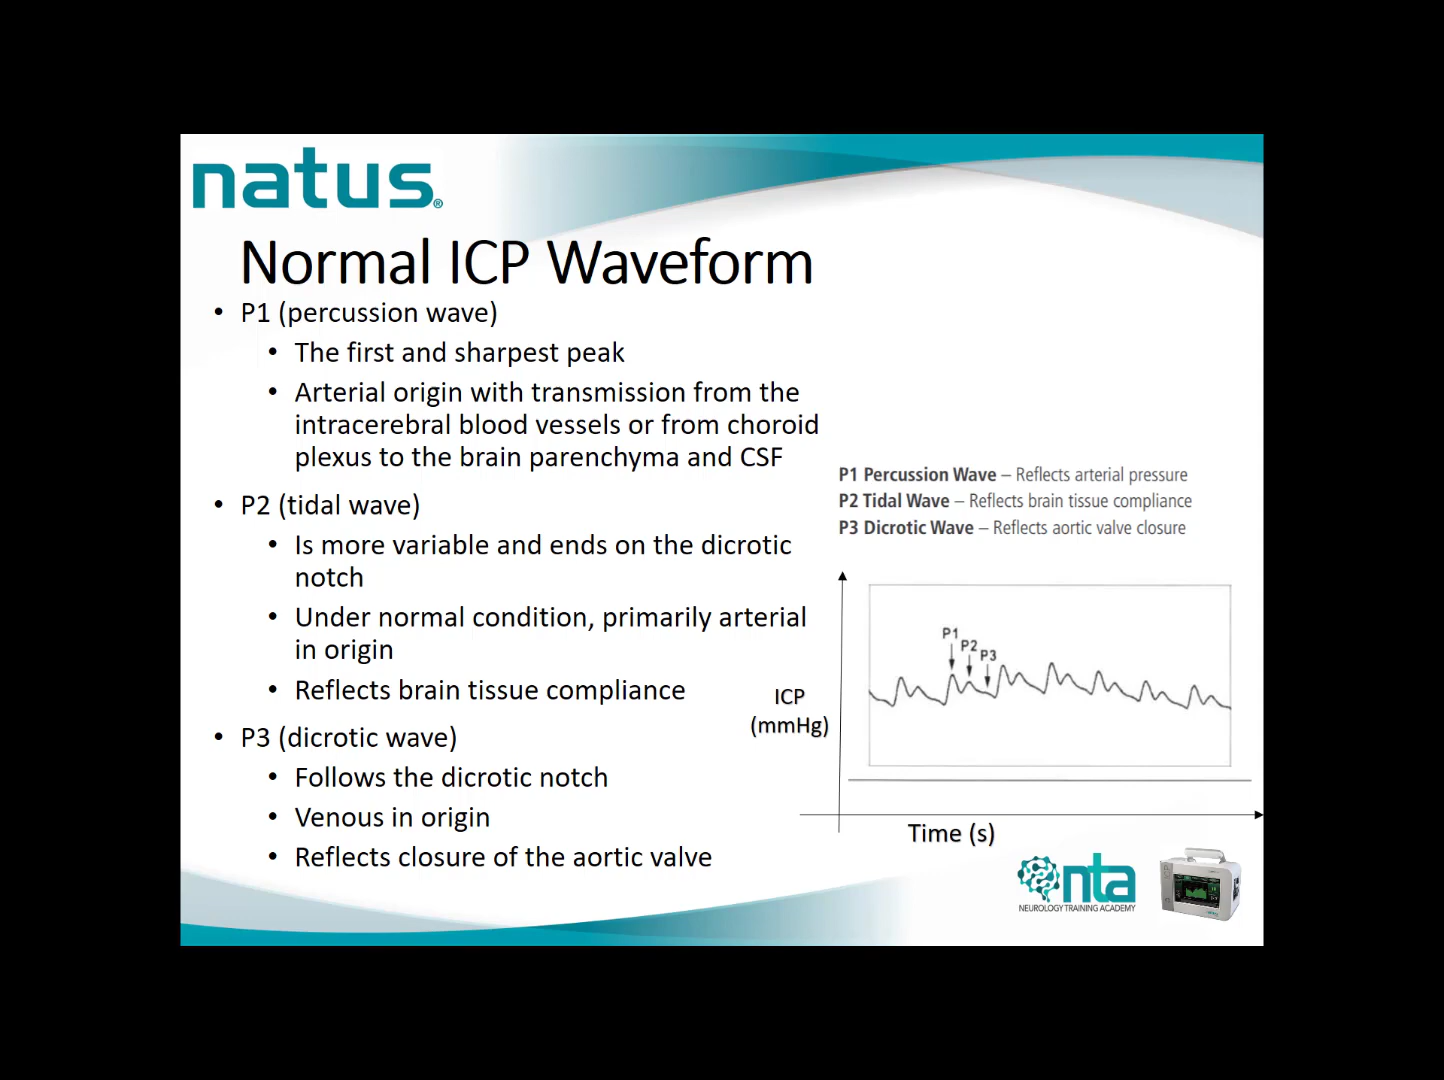 natus®
Normal ICP Waveform
• P1 (percussion wave)
• The first and sharpest peak
• Arterial origin with transmission from the
intracerebral blood vessels or from choroid
plexus to the brain parenchyma and CSF
• P2 (tidal wave)
• Is more variable and ends on the dicrotic
notch
• Under normal condition, primarily arterial
in origin
• Reflects brain tissue compliance
• P3 (dicrotic wave)
• Follows the dicrotic notch
• Venous in origin
• Reflects closure of the aortic valve
P1 Percussion Wave – Reflects arterial pressure
P2 Tidal Wave – Reflects brain tissue compliance
P3 Dicrotic Wave – Reflects aortic valve closure
P1
P2
P3
ICP
(mmHg)
Time (s)
nta
NEUROLOGY TRAINING ACADEMY